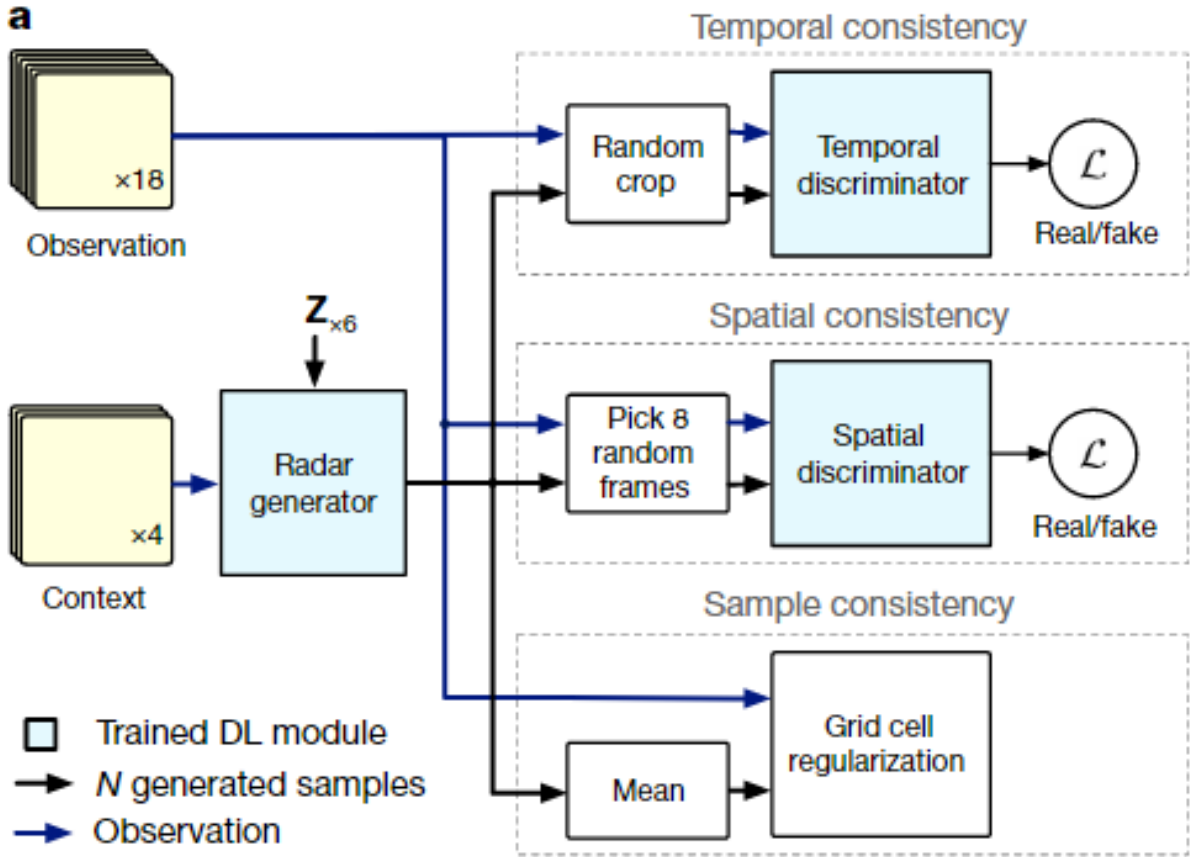 a
Temporal consistency
×18
Observation
Random
crop
Temporal
discriminator
ℒ
Real/fake
Z×6
Spatial consistency
×4
Context
Radar
generator
Pick 8
random
frames
Spatial
discriminator
ℒ
Real/fake
Sample consistency
Mean
Grid cell
regularization
Trained DL module
N generated samples
Observation